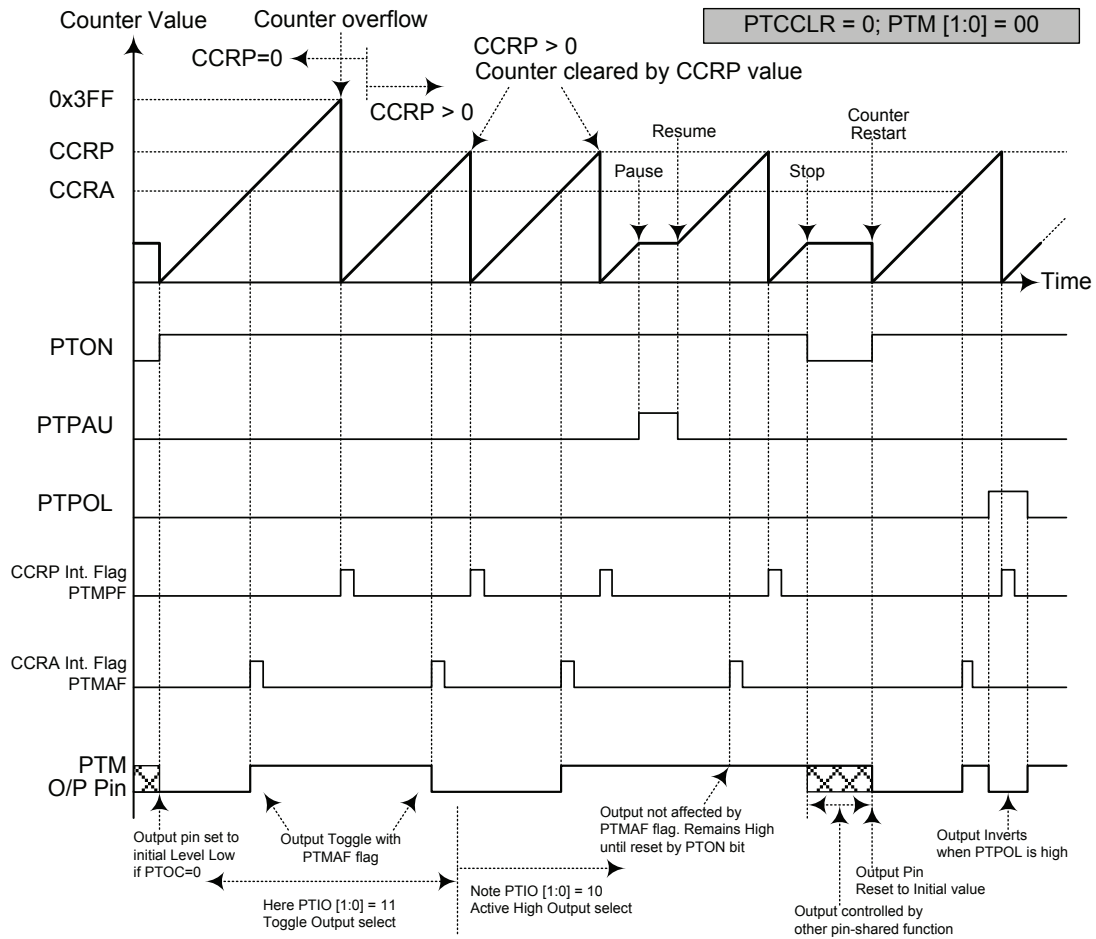 Counter Value
Counter overflow
PTCCLR = 0; PTM [1:0] = 00
CCRP=0
CCRP > 0
CCRP > 0
Counter cleared by CCRP value
0x3FF
CCRP
CCRA
Pause
Resume
Stop
Counter
Restart
Time
PTON
PTPAU
PTPOL
CCRP Int. Flag
PTMPF
CCRA Int. Flag
PTMAF
PTM
O/P Pin
Output pin set to
initial Level Low
if PTOC=0
Output Toggle with
PTMAF flag
Output not affected by
PTMAF flag. Remains High
until reset by PTON bit
Output Inverts
when PTPOL is high
Here PTIO [1:0] = 11
Toggle Output select
Note PTIO [1:0] = 10
Active High Output select
Output Pin
Reset to Initial value
Output controlled by
other pin-shared function